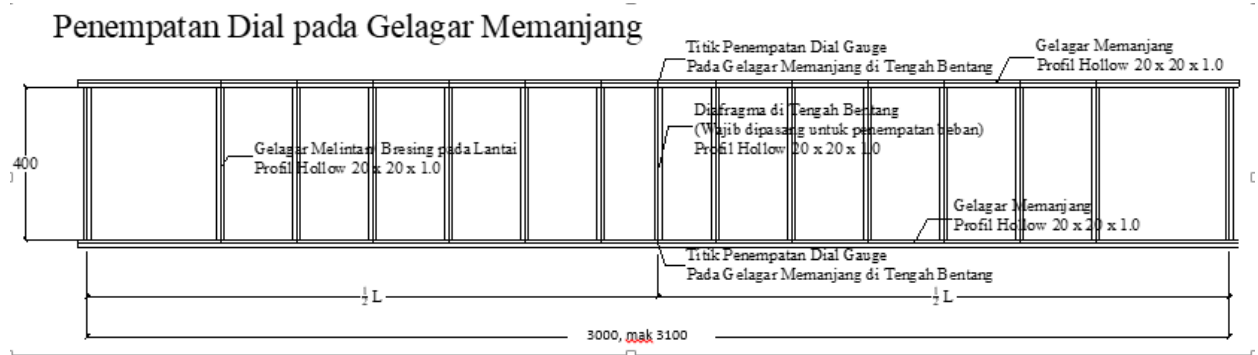 Penempatan Dial pada Gelagar Memanjang
Titik Penempatan Dial Gauge
Pada Gelagar Memanjang di Tengah Bentang
Gelagar Memanjang
Profil Hollow 20 x 20 x 1.0
Diafragma di Tengah Bentang
(Wajib dipasang untuk penempatan beban)
Profil Hollow 20 x 20 x 1.0
Gelagar Melintan/ Bresing pada Lantai
Profil Hollow 20 x 20 x 1.0
400
Gelagar Memanjang
Profil Hollow 20 x 20 x 1.0
Titik Penempatan Dial Gauge
Pada Gelagar Memanjang di Tengah Bentang
½ L
½ L
3000, mak 3100